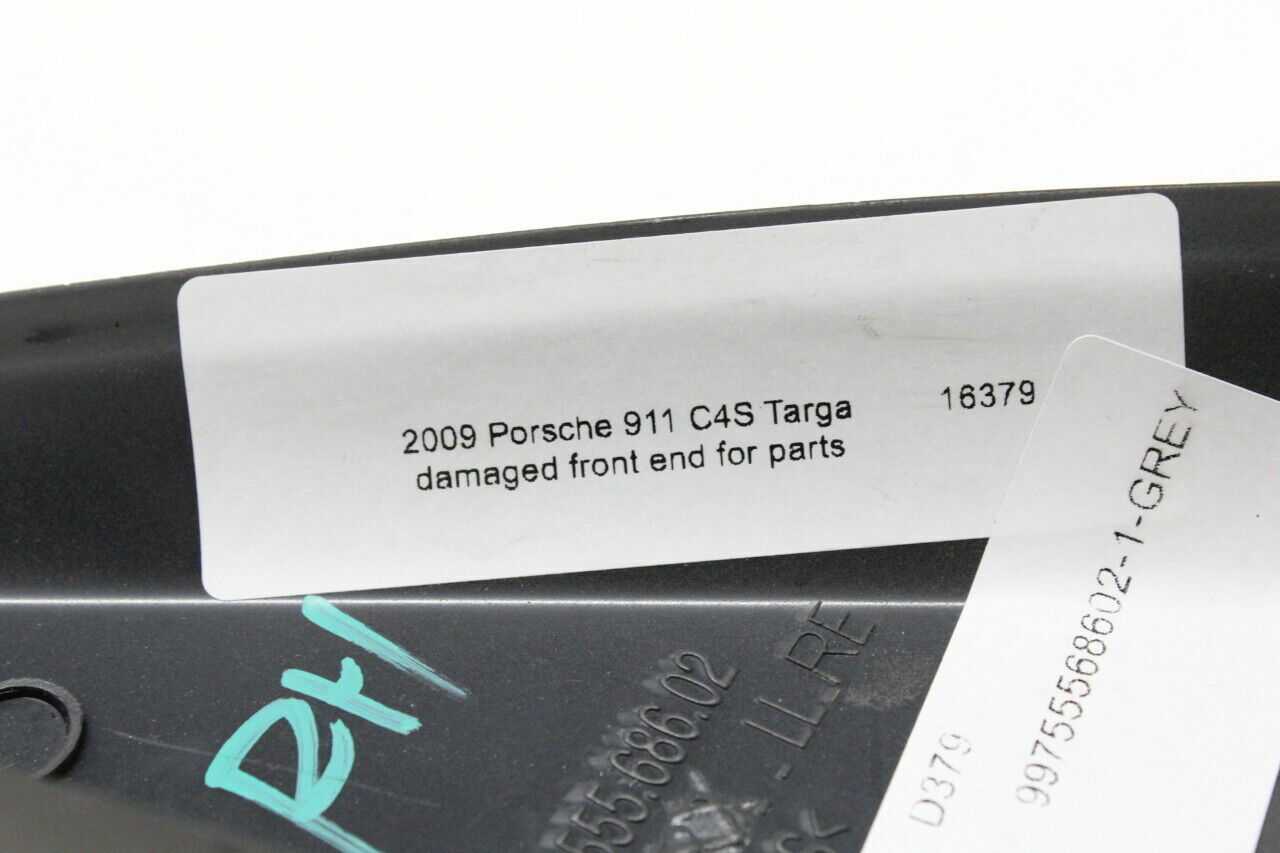 2009 Porsche 911 C4S Targa 16379
damaged front end for parts
99755568602-1-GREY
D379
RH
555.686.02
LL RE